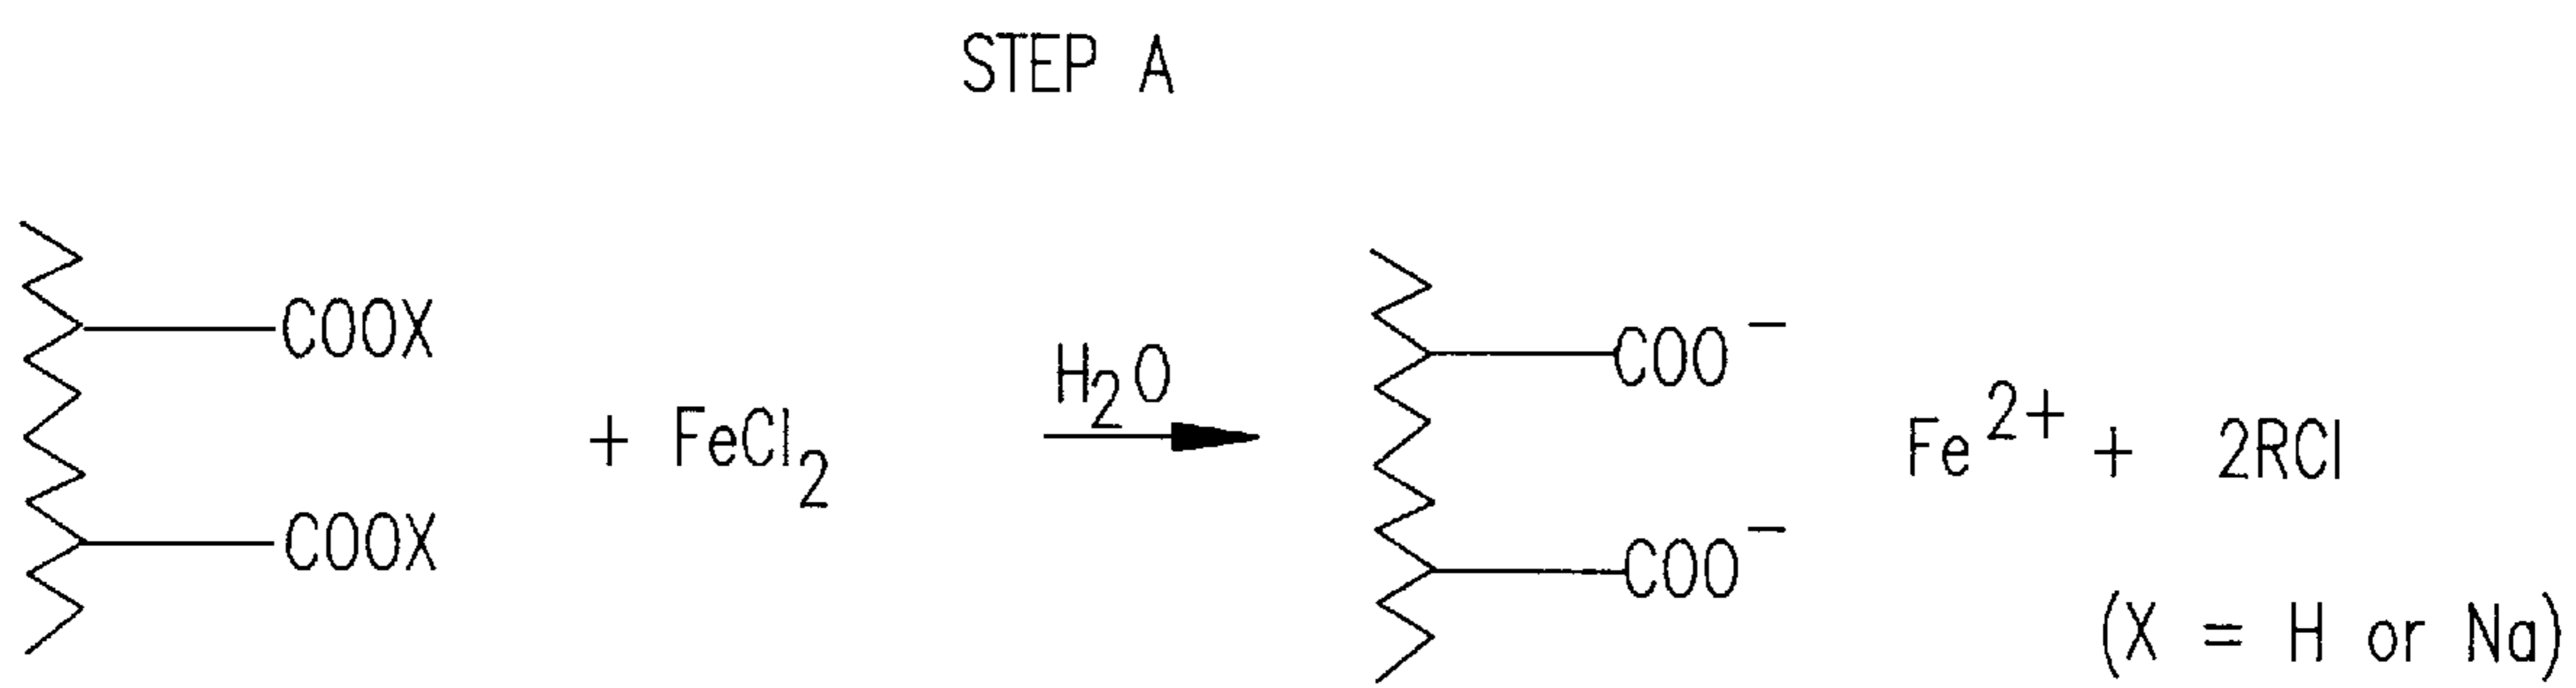 STEP A
COOX
COOX
+ FeCl₂
H₂O
COO⁻
COO⁻
Fe²⁺ + 2RCl
(X = H or Na)